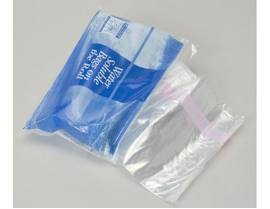 Water
Soluble
Bags on
the Roll